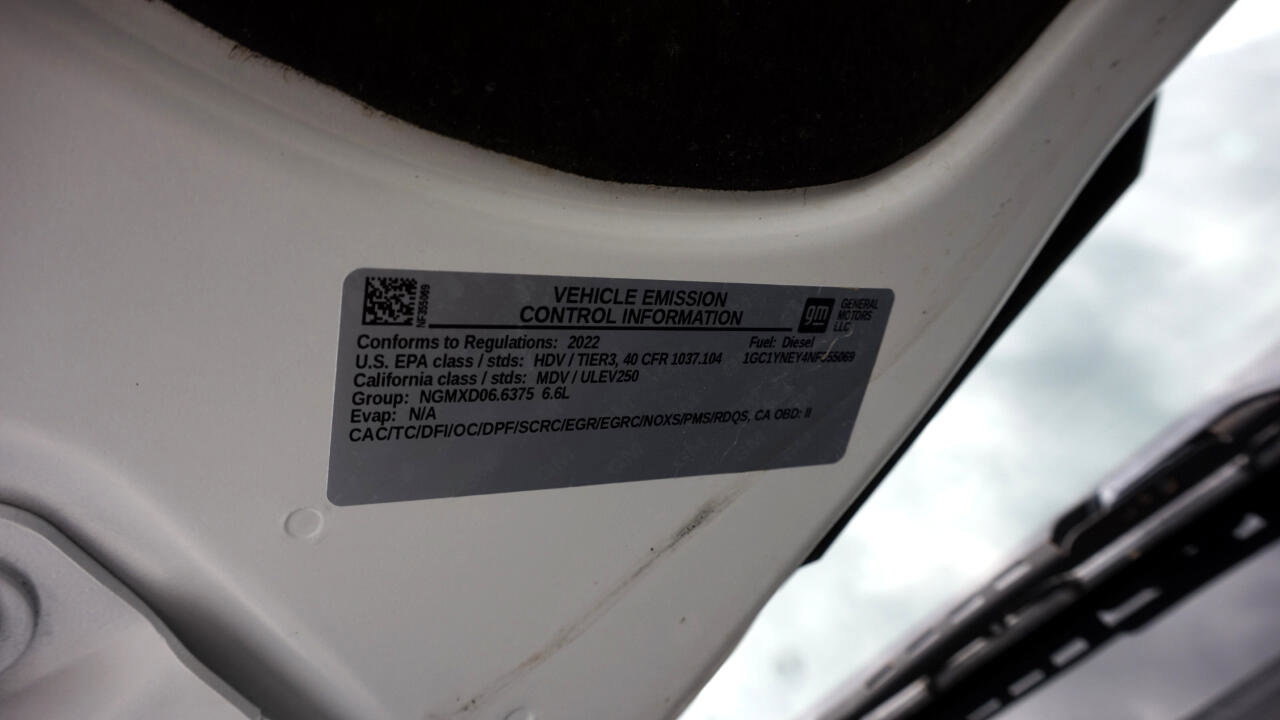 NF355069
VEHICLE EMISSION
CONTROL INFORMATION
gm
GENERAL
MOTORS
LLC
Conforms to Regulations: 2022
Fuel: Diesel
U.S. EPA class / stds: HDV / TIER3, 40 CFR 1037.104 1GC1YNEY4NF355069
California class / stds: MDV / ULEV250
Group: NGMXD06.6375 6.6L
Evap: N/A
CAC/TC/DFI/OC/DPF/SCRC/EGR/EGRC/NOXS/PMS/RDQS, CA OBD: II